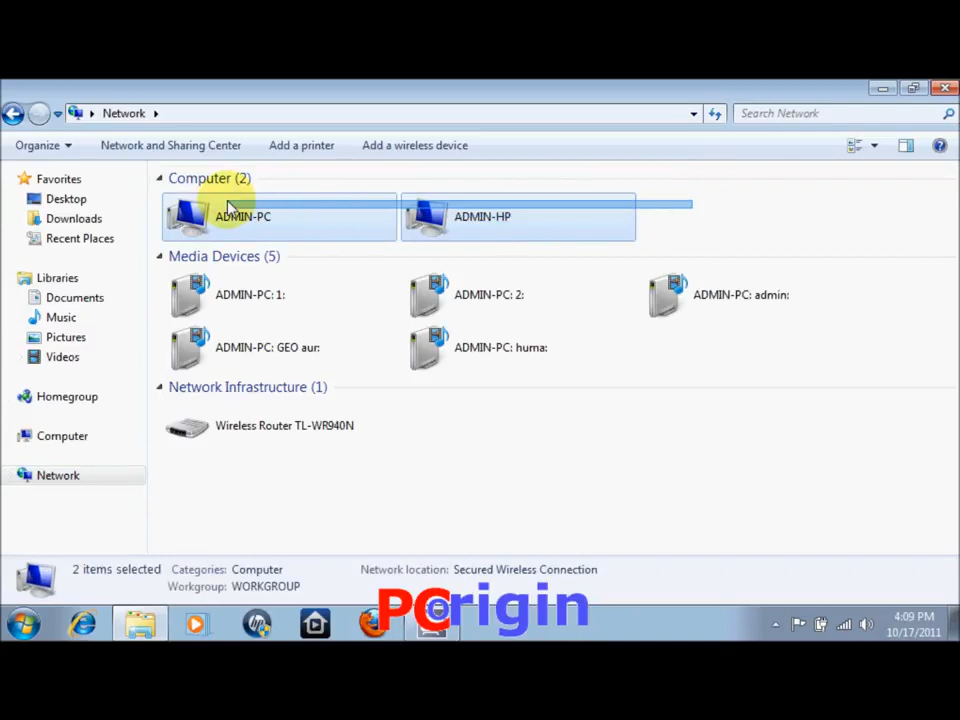 Network
Search Network
Organize
Network and Sharing Center
Add a printer
Add a wireless device
Favorites
Desktop
Downloads
Recent Places
Libraries
Documents
Music
Pictures
Videos
Homegroup
Computer
Network
Computer (2)
ADMIN-PC
ADMIN-HP
Media Devices (5)
ADMIN-PC: 1:
ADMIN-PC: 2:
ADMIN-PC: admin:
ADMIN-PC: GEO aur:
ADMIN-PC: huma:
Network Infrastructure (1)
Wireless Router TL-WR940N
2 items selected
Categories: Computer
Network location: Secured Wireless Connection
Workgroup: WORKGROUP
PCorigin
hp
4:09 PM
10/17/2011